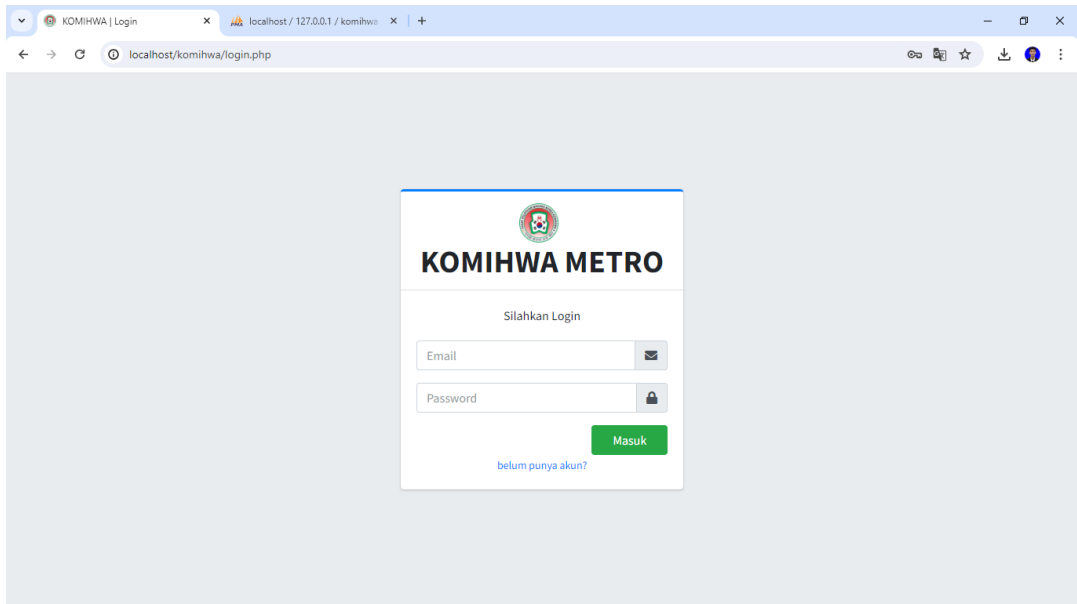 KOMIHWA | Login
localhost / 127.0.0.1 / komihwa
localhost/komihwa/login.php
KOMIHWA METRO
Silahkan Login
Email
Password
Masuk
belum punya akun?